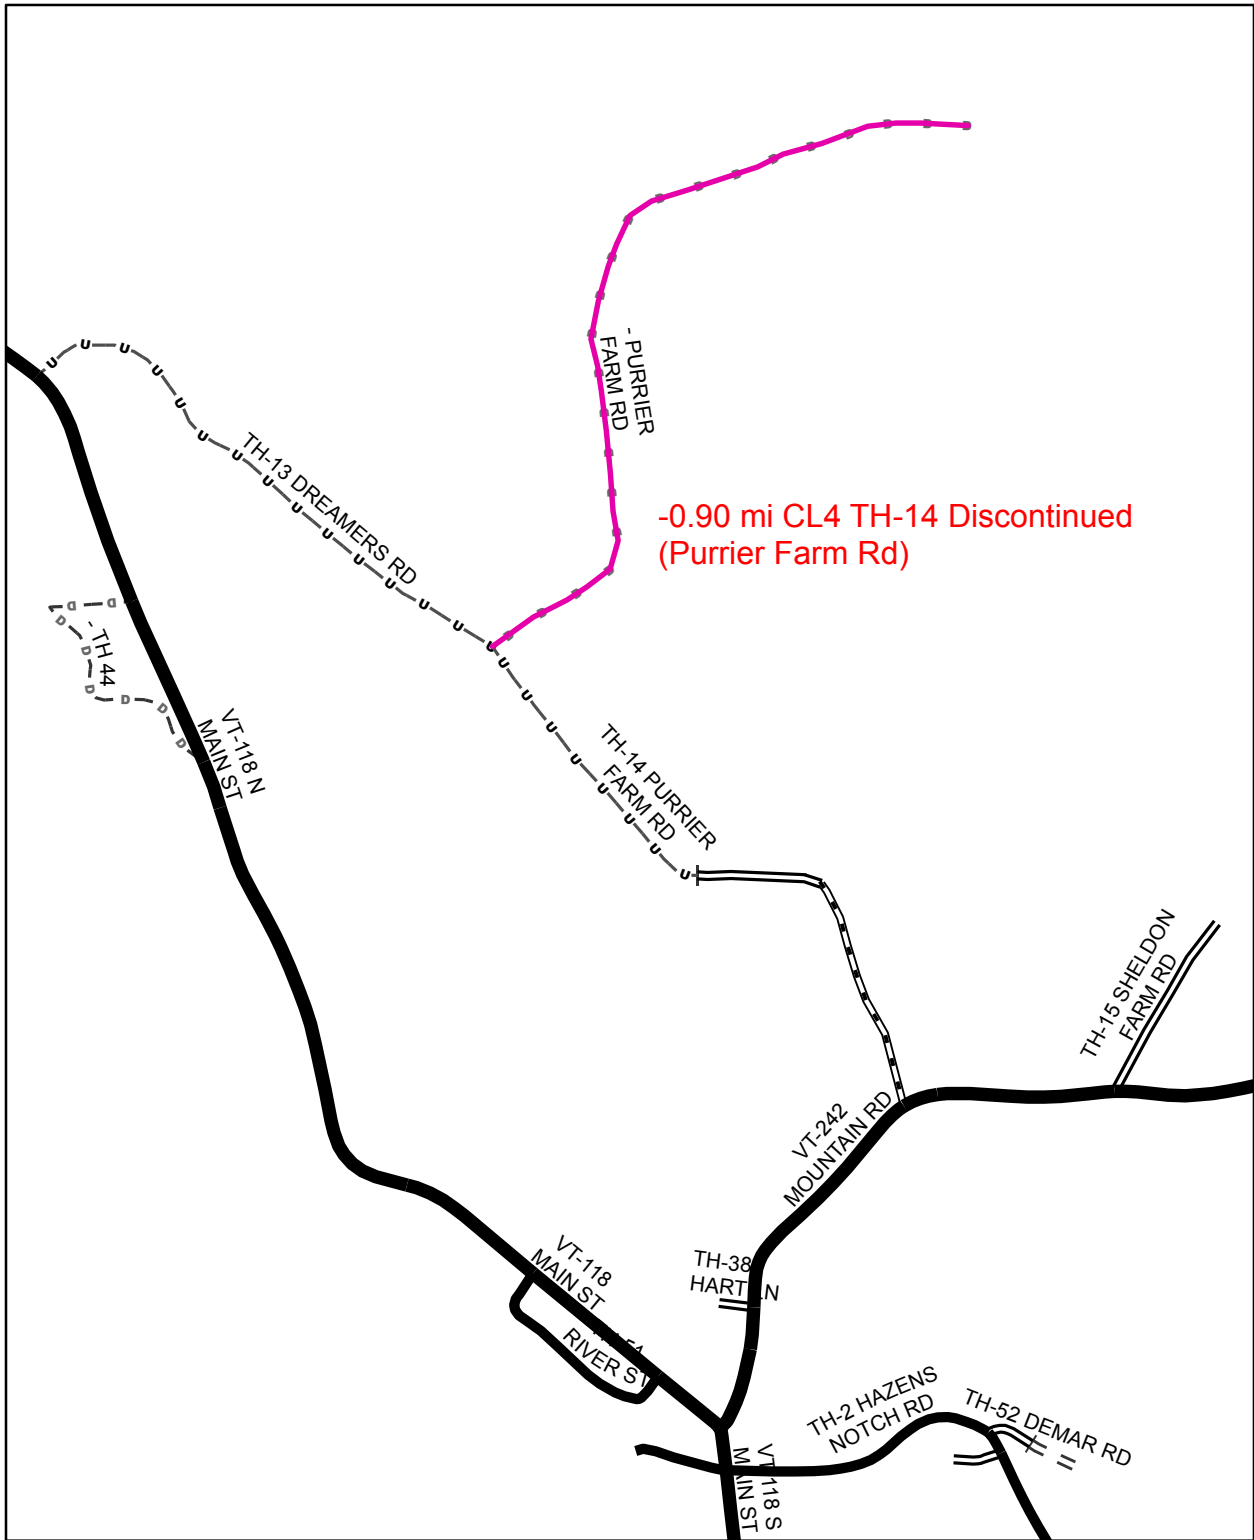 - PURRIER
FARM RD
TH-13 DREAMERS RD
-0.90 mi CL4 TH-14 Discontinued
(Purrier Farm Rd)
- TH 44
VT-118 N
MAIN ST
TH-14 PURRIER
FARM RD
TH-15 SHELDON
FARM RD
VT-242
MOUNTAIN RD
VT-118
MAIN ST
TH-38
HART LN
RIVER ST
TH-2 HAZENS
NOTCH RD
TH-52 DEMAR RD
VT-118 S
MAIN ST